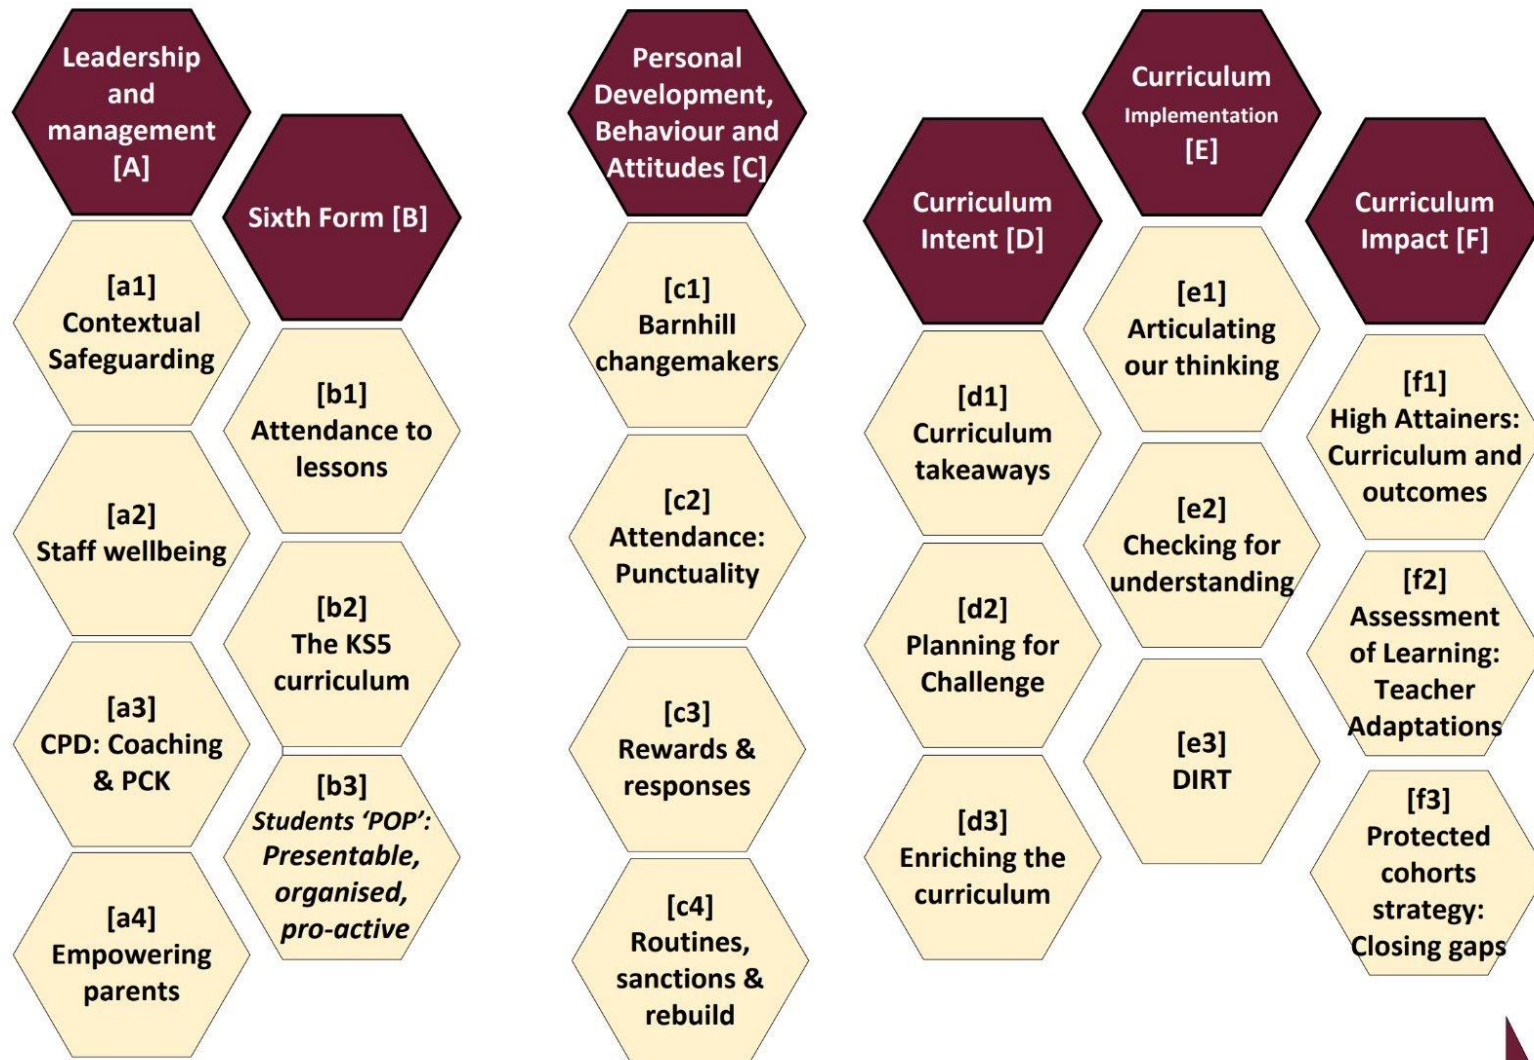 Leadership
and
management
[A]
[a1]
Contextual
Safeguarding
[a2]
Staff wellbeing
[a3]
CPD: Coaching
& PCK
[a4]
Empowering
parents
Sixth Form [B]
[b1]
Attendance to
lessons
[b2]
The KS5
curriculum
[b3]
Students ‘POP’:
Presentable,
organised,
pro-active
Personal
Development,
Behaviour and
Attitudes [C]
[c1]
Barnhill
changemakers
[c2]
Attendance:
Punctuality
[c3]
Rewards &
responses
[c4]
Routines,
sanctions &
rebuild
Curriculum
Intent [D]
[d1]
Curriculum
takeaways
[d2]
Planning for
Challenge
[d3]
Enriching the
curriculum
Curriculum
Implementation
[E]
[e1]
Articulating
our thinking
[e2]
Checking for
understanding
[e3]
DIRT
Curriculum
Impact [F]
[f1]
High Attainers:
Curriculum and
outcomes
[f2]
Assessment
of Learning:
Teacher
Adaptations
[f3]
Protected
cohorts
strategy:
Closing gaps